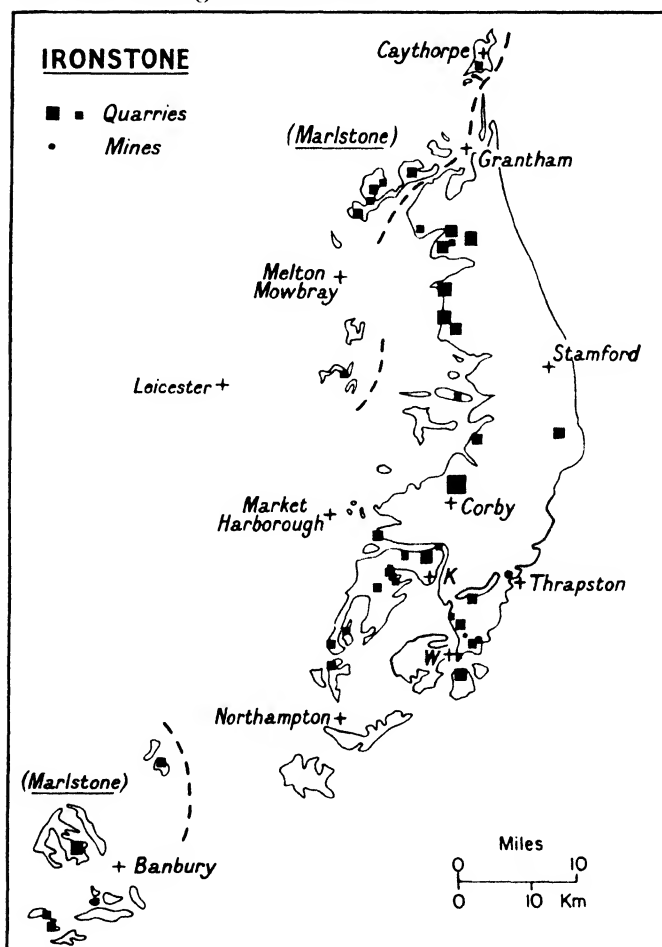 IRONSTONE
Quarries
Mines
Caythorpe
(Marlstone)
Grantham
Melton
Mowbray
Stamford
Leicester
Market
Harborough
Corby
K
Thrapston
W
Northampton
(Marlstone)
Banbury
Miles
0 10
0 10 Km